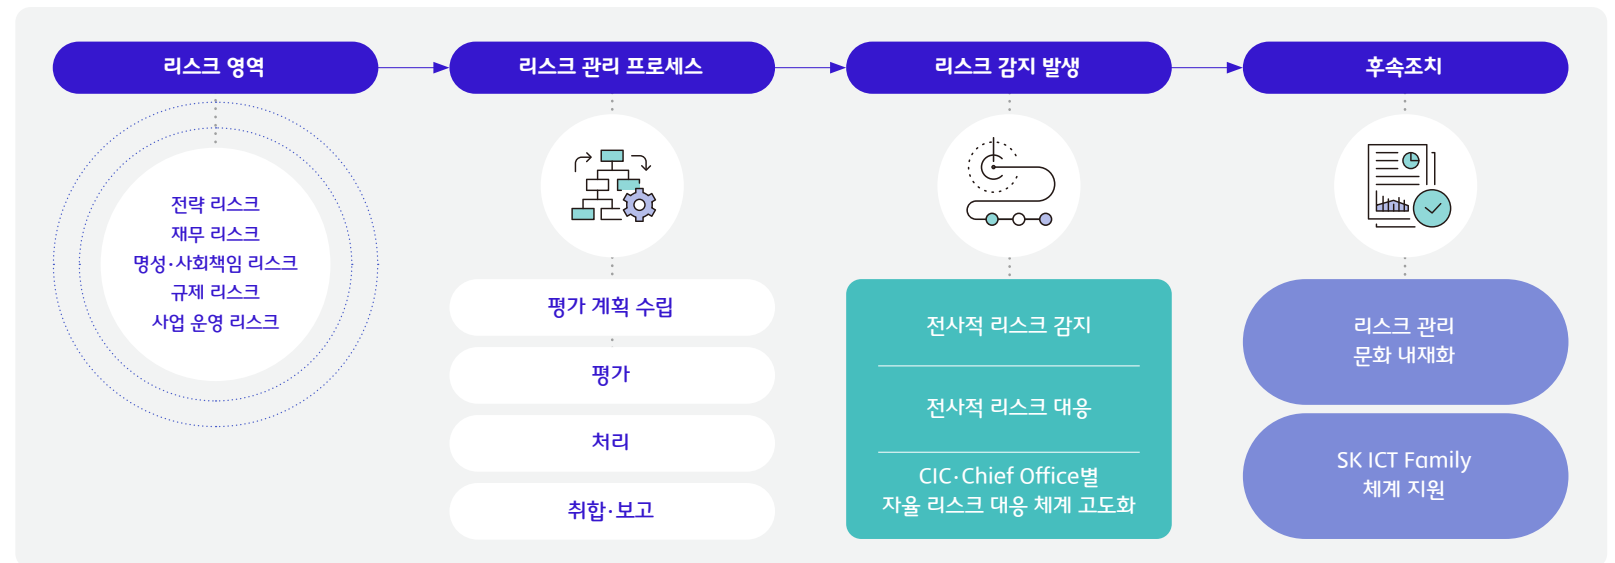 리스크 영역
전략 리스크
재무 리스크
명성·사회책임 리스크
규제 리스크
사업 운영 리스크
리스크 관리 프로세스
평가 계획 수립
평가
처리
취합·보고
리스크 감지 발생
전사적 리스크 감지
전사적 리스크 대응
CIC·Chief Office별
자율 리스크 대응 체계 고도화
후속조치
리스크 관리
문화 내재화
SK ICT Family
체계 지원